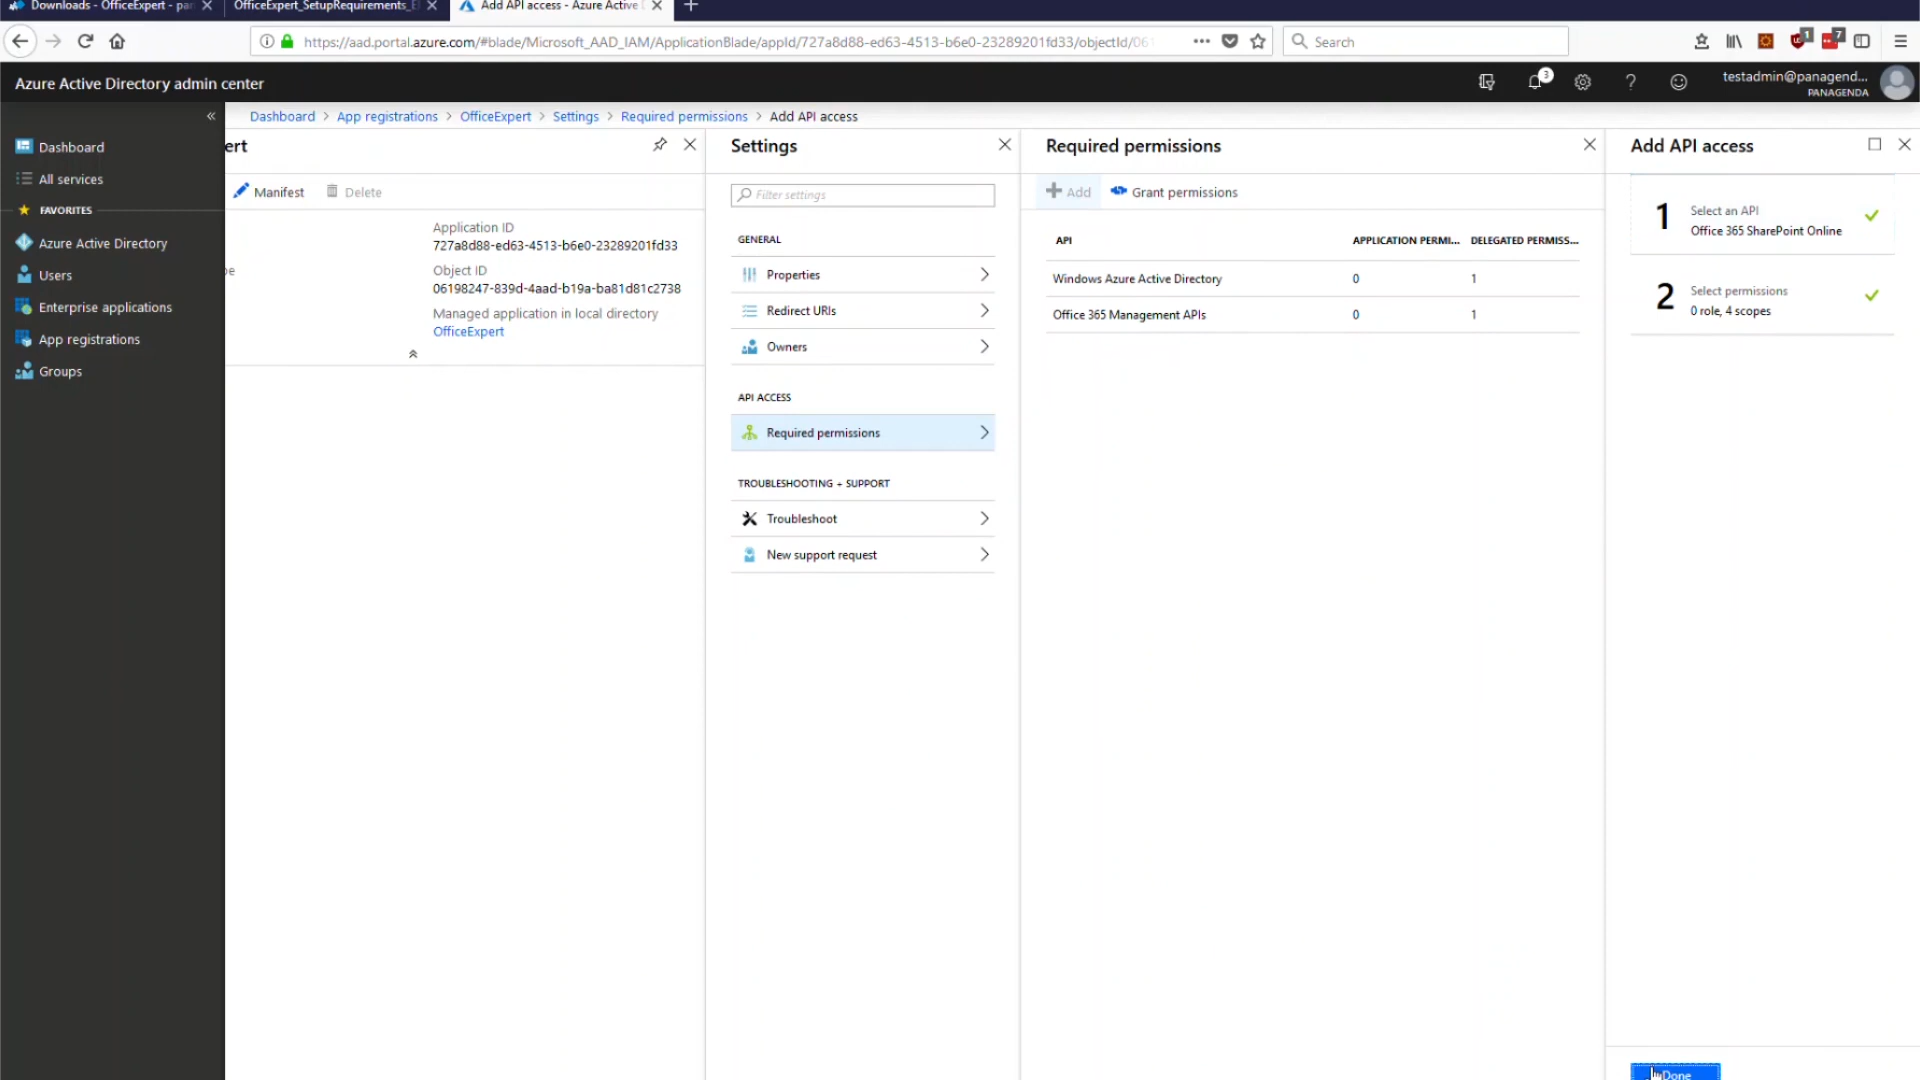 Downloads - OfficeExpert - pa
OfficeExpert_SetupRequirements_E
Add API access - Azure Active D
https://aad.portal.azure.com/#blade/Microsoft_AAD_IAM/ApplicationBlade/appId/727a8d88-ed63-4513-b6e0-23289201fd33/objectId/061
Search
1
7
Azure Active Directory admin center
3
testadmin@panagend...
PANAGENDA
Dashboard > App registrations > OfficeExpert > Settings > Required permissions > Add API access
Dashboard
All services
FAVORITES
Azure Active Directory
Users
Enterprise applications
App registrations
Groups
ert
Manifest
Delete
Application ID
727a8d88-ed63-4513-b6e0-23289201fd33
pe
Object ID
06198247-839d-4aad-b19a-ba81d81c2738
Managed application in local directory
OfficeExpert
Settings
Filter settings
GENERAL
Properties
Redirect URIs
Owners
API ACCESS
Required permissions
TROUBLESHOOTING + SUPPORT
Troubleshoot
New support request
Required permissions
Add
Grant permissions
API APPLICATION PERMI... DELEGATED PERMISS...
Windows Azure Active Directory 0 1
Office 365 Management APIs 0 1
Add API access
1 Select an API
Office 365 SharePoint Online
2 Select permissions
0 role, 4 scopes
Done